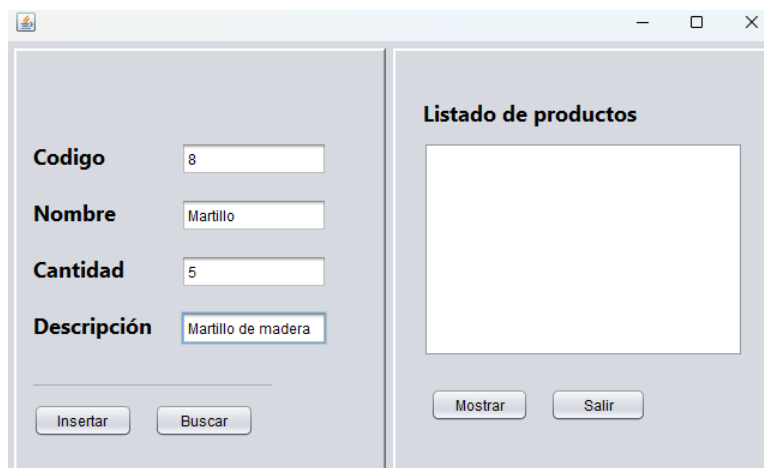 Codigo 8
Nombre Martillo
Cantidad 5
Descripción Martillo de madera
Insertar Buscar
Listado de productos
Mostrar Salir